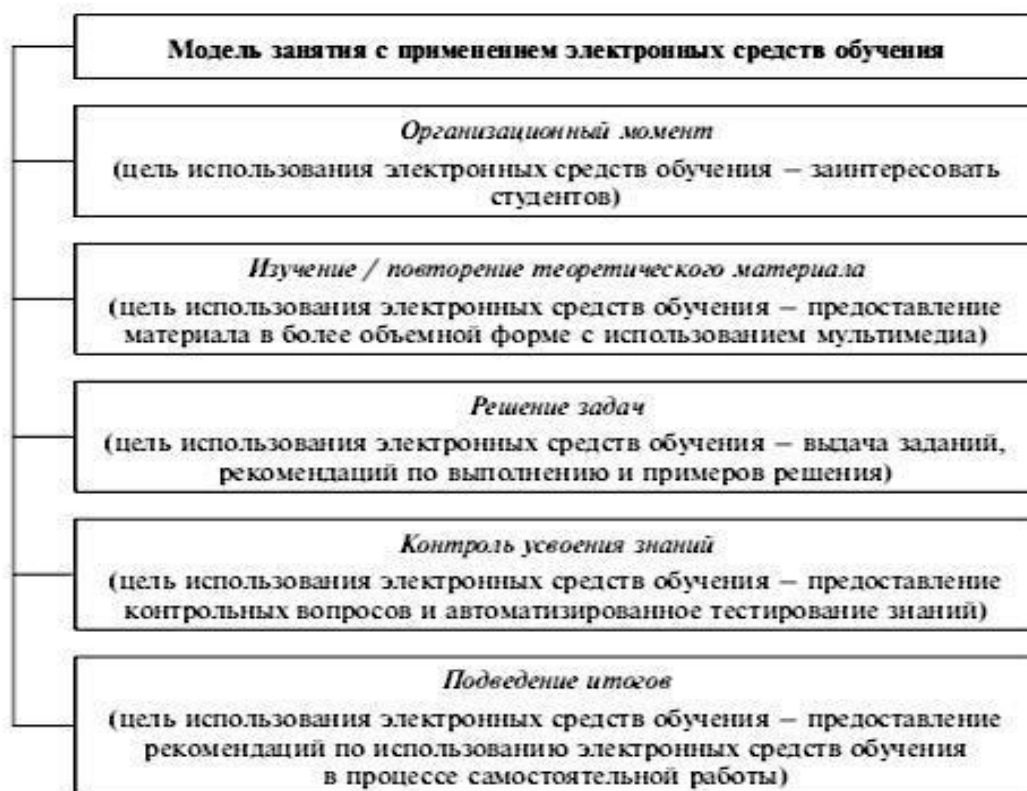 Модель занятия с применением электронных средств обучения
Организационный момент
(цель использования электронных средств обучения – заинтересовать
студентов)
Изучение / повторение теоретического материала
(цель использования электронных средств обучения – предоставление
материала в более объемной форме с использованием мультимедиа)
Решение задач
(цель использования электронных средств обучения – выдача заданий,
рекомендаций по выполнению и примеров решения)
Контроль усвоения знаний
(цель использования электронных средств обучения – предоставление
контрольных вопросов и автоматизированное тестирование знаний)
Подведение итогов
(цель использования электронных средств обучения – предоставление
рекомендаций по использованию электронных средств обучения
в процессе самостоятельной работы)